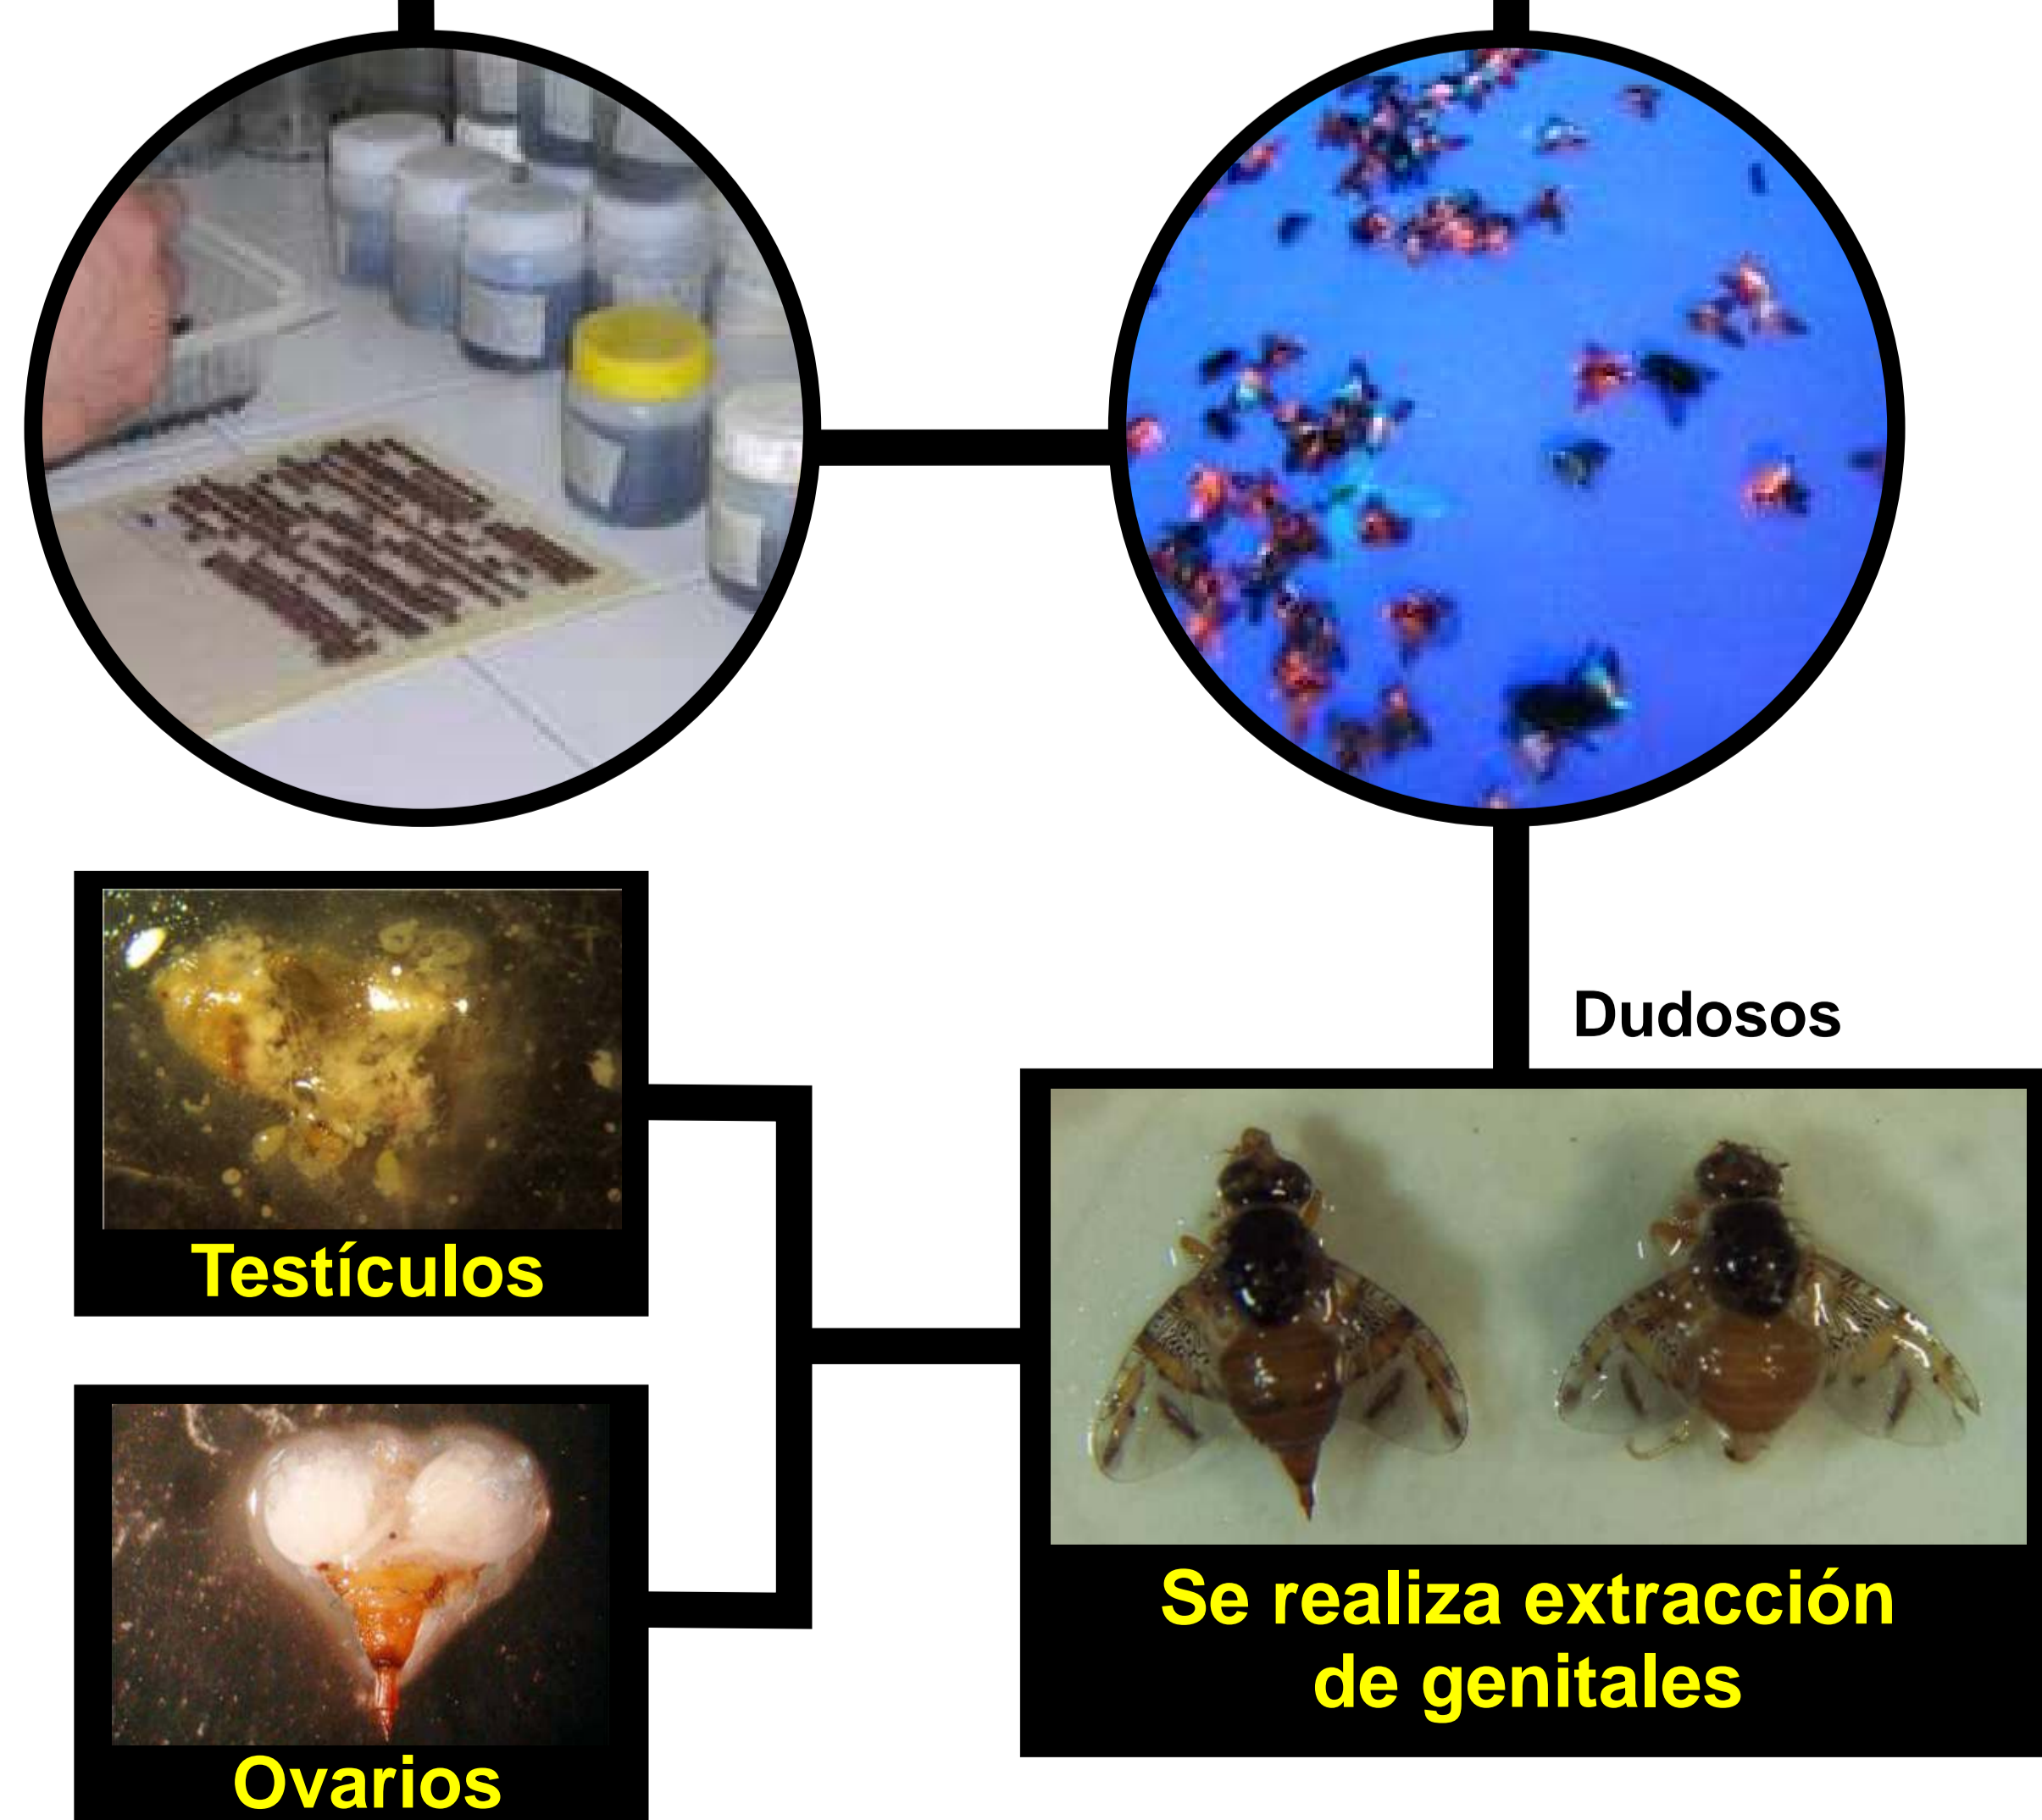 Dudosos
Testículos
Se realiza extracción
de genitales
Ovarios